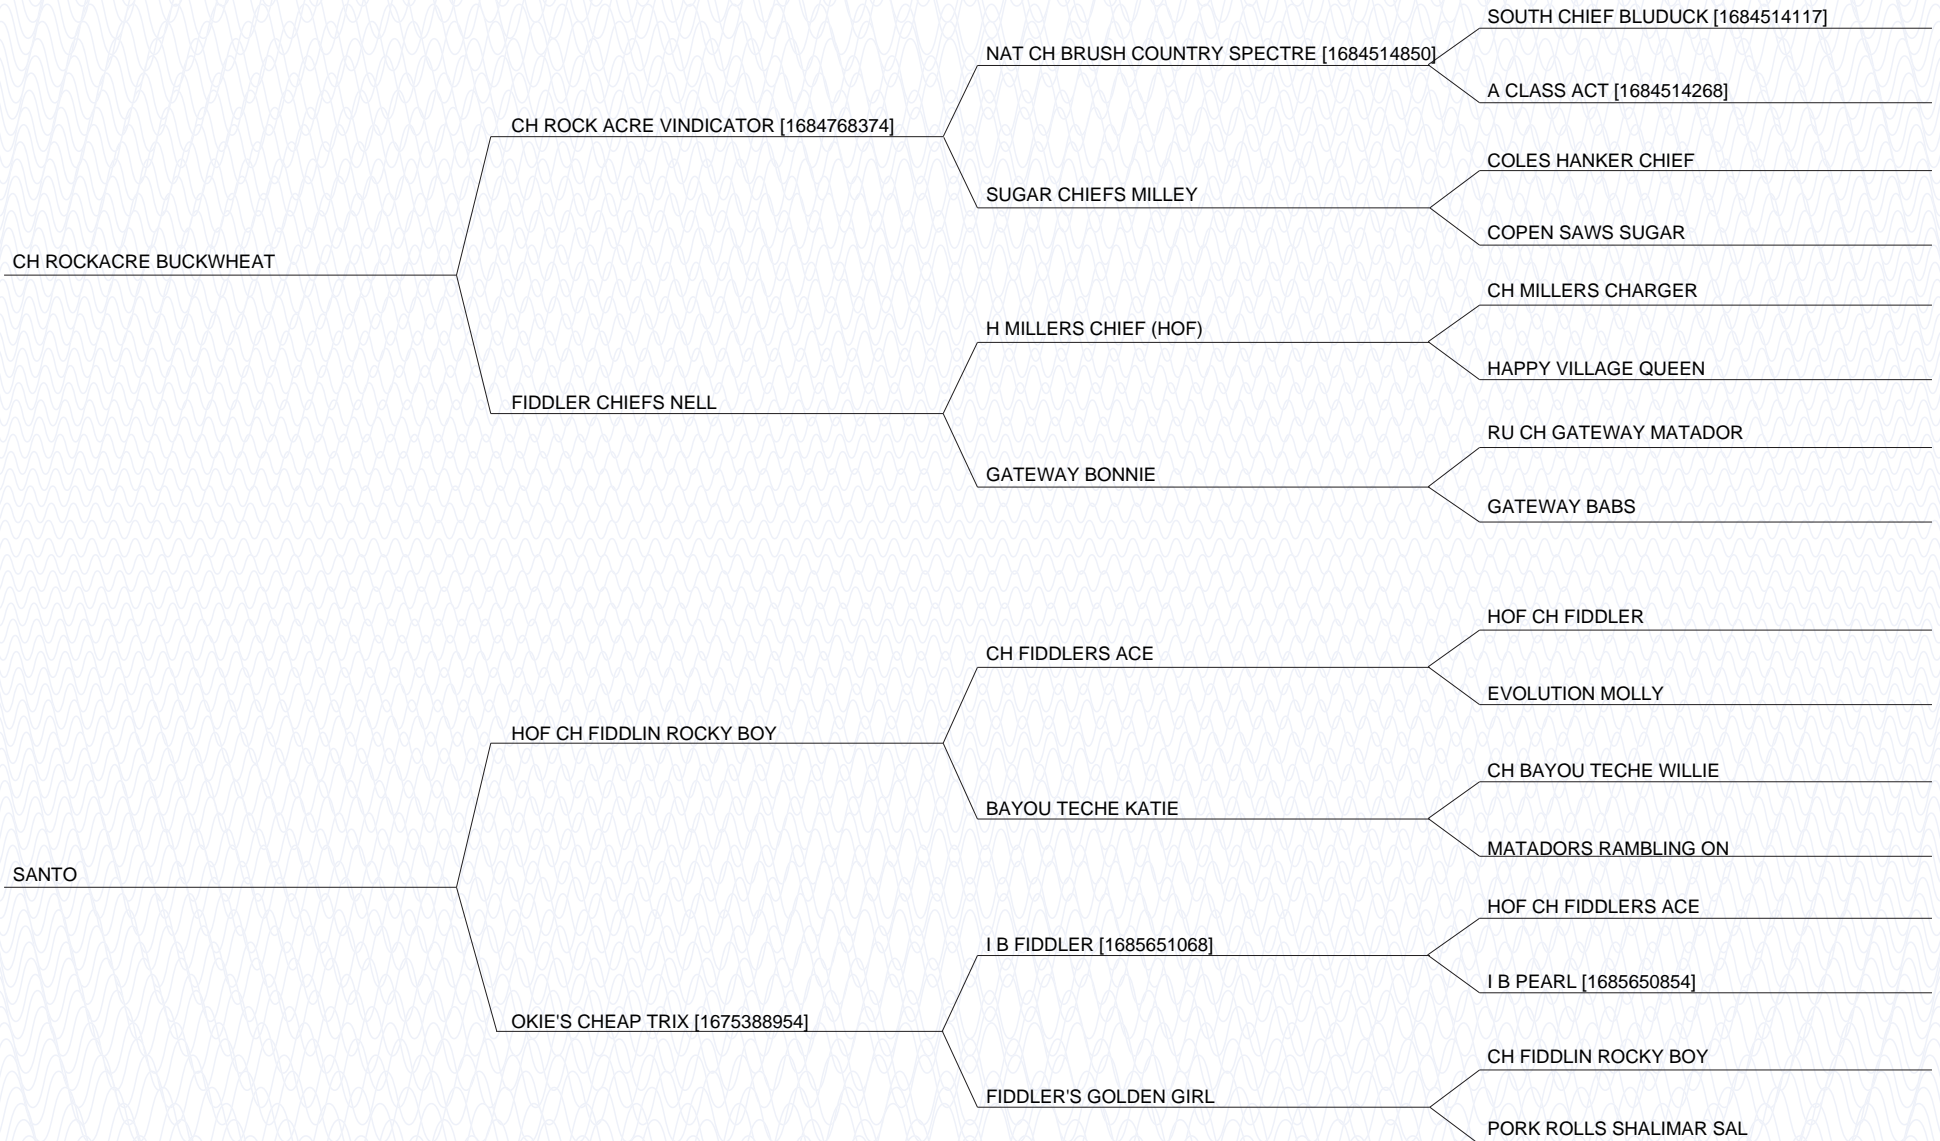 SOUTH CHIEF BLUDUCK [1684514117]
NAT CH BRUSH COUNTRY SPECTRE [1684514850]
A CLASS ACT [1684514268]
CH ROCK ACRE VINDICATOR [1684768374]
COLES HANKER CHIEF
SUGAR CHIEFS MILLEY
COPEN SAWS SUGAR
CH ROCKACRE BUCKWHEAT
CH MILLERS CHARGER
H MILLERS CHIEF (HOF)
HAPPY VILLAGE QUEEN
FIDDLER CHIEFS NELL
RU CH GATEWAY MATADOR
GATEWAY BONNIE
GATEWAY BABS
HOF CH FIDDLER
CH FIDDLERS ACE
EVOLUTION MOLLY
HOF CH FIDDLIN ROCKY BOY
CH BAYOU TECHE WILLIE
BAYOU TECHE KATIE
MATADORS RAMBLING ON
SANTO
HOF CH FIDDLERS ACE
I B FIDDLER [1685651068]
I B PEARL [1685650854]
OKIE'S CHEAP TRIX [1675388954]
CH FIDDLIN ROCKY BOY
FIDDLER'S GOLDEN GIRL
PORK ROLLS SHALIMAR SAL